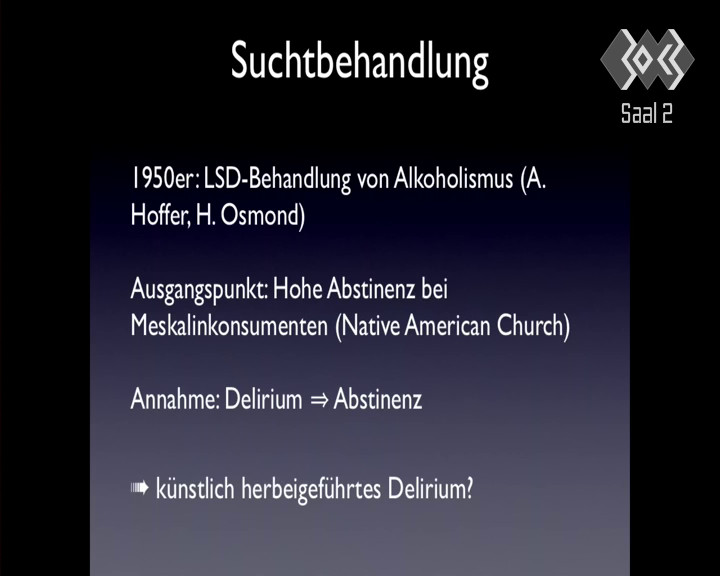 Suchtbehandlung
Saal 2
1950er: LSD-Behandlung von Alkoholismus (A.
Hoffer, H. Osmond)
Ausgangspunkt: Hohe Abstinenz bei
Meskalinkonsumenten (Native American Church)
Annahme: Delirium ⇒ Abstinenz
➠ künstlich herbeigeführtes Delirium?